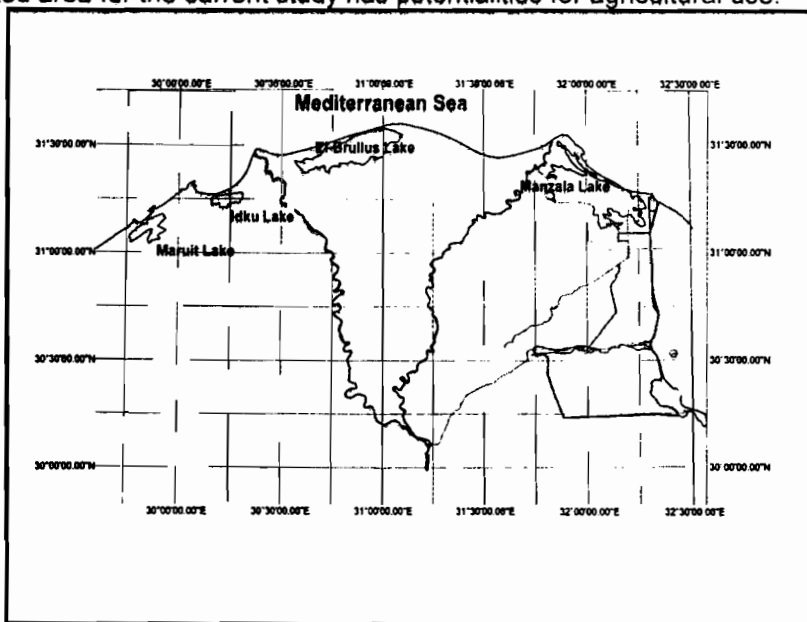 area for the current study had potentialities for agricultural use.
30°00'00.00"E 30°30'00.00"E 31°00'00.00"E 31°30'00.00"E 32°00'00.00"E 32°30'00.00"E
Mediterranean Sea
31°30'00.00"N 31°30'00.00"N
El-Brullus Lake
Manzala Lake
Idku Lake
Maruit Lake
31°00'00.00"N 31°00'00.00"N
30°30'00.00"N 30°30'00.00"N
30°00'00.00"N 30°00'00.00"N
30°00'00.00"E 30°30'00.00"E 31°00'00.00"E 31°30'00.00"E 32°00'00.00"E 32°30'00.00"E